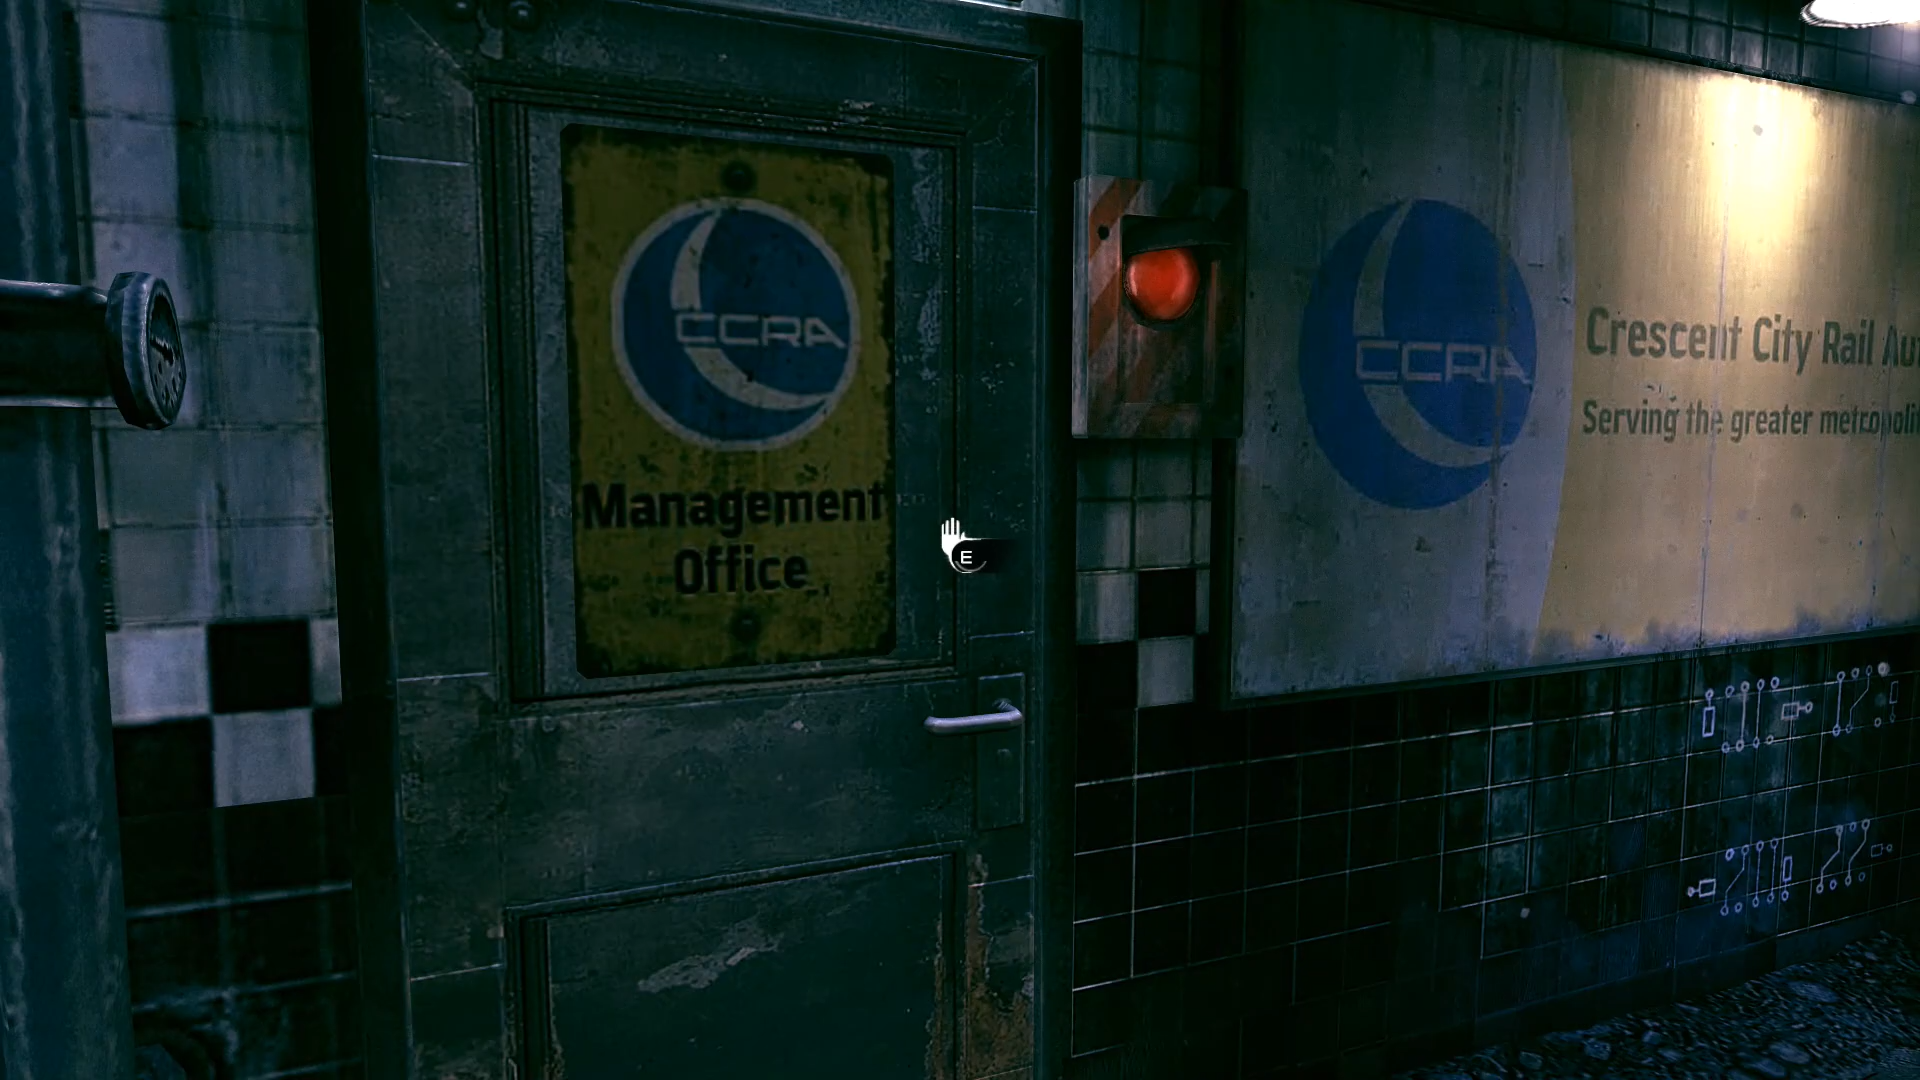 CCRA
Management
Office
E
CCRA
Crescent City Rail
Serving the greater